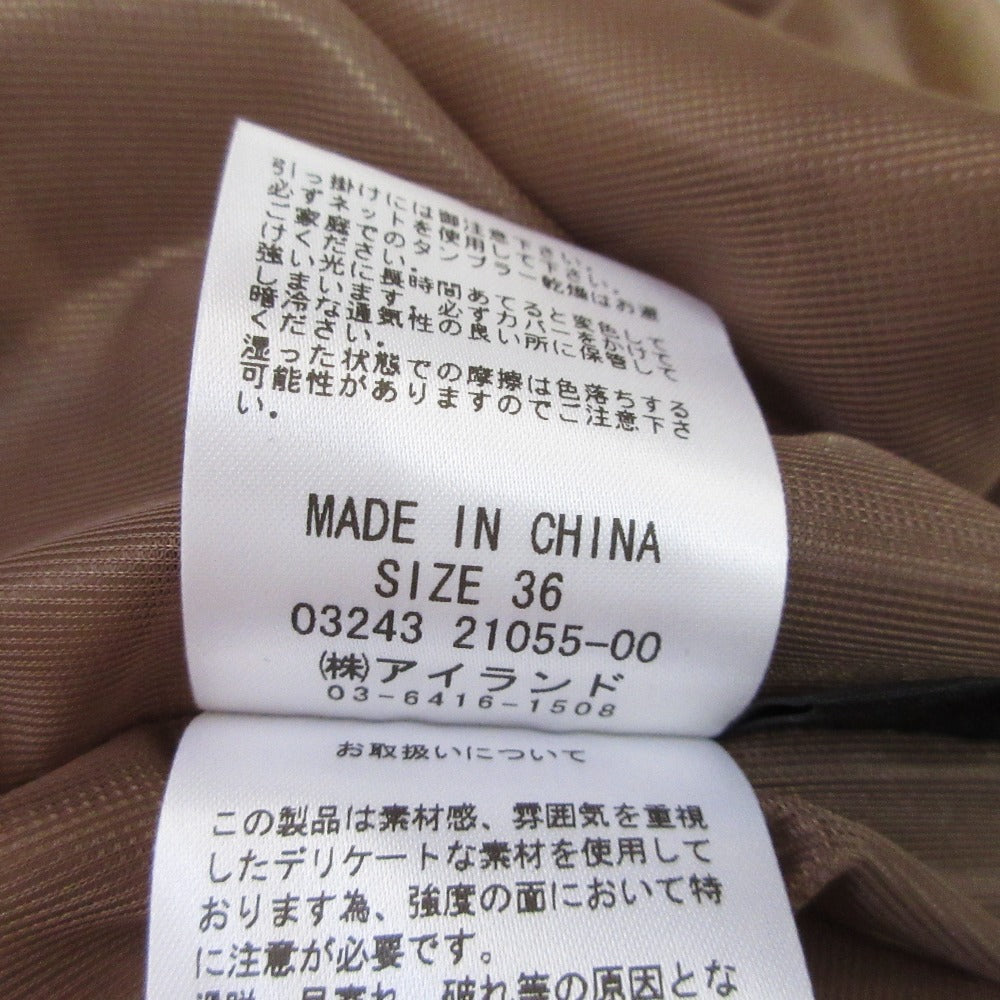 引っ掛けには御注意下さい。
必ずネットを使用して下さい。
ご家庭でのタンブラー乾燥はお避
けください。
強い光に長時間あてると変色して
しまいます。必ずカバーをかけて
暗冷な通気性の良い所に保管して
ください。
湿った状態での摩擦は色落ちする
可能性がありますのでご注意下さ
い。
MADE IN CHINA
SIZE 36
03243 21055-00
(株)アイランド
03-6416-1508
お取扱いについて
この製品は素材感、雰囲気を重視
したデリケートな素材を使用して
おります為、強度の面において特
に注意が必要です。
破れ等の原因とな